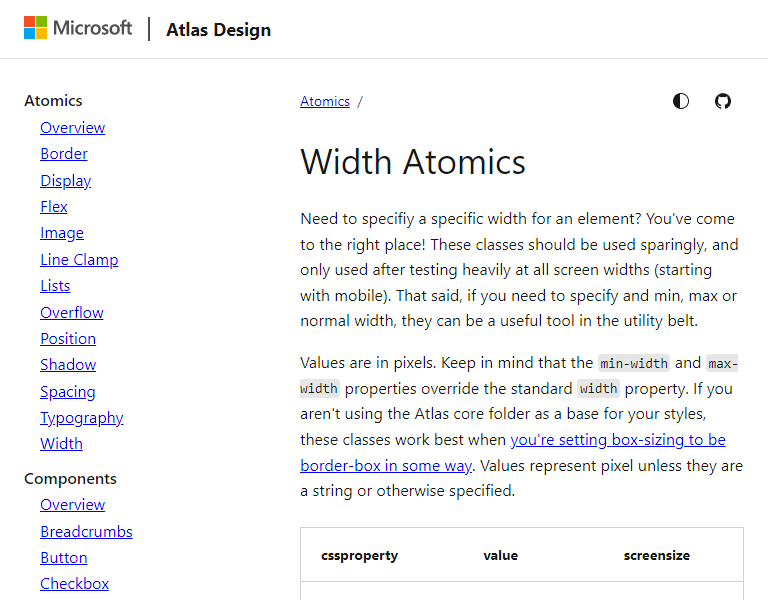 Microsoft | Atlas Design
Atomics
Overview
Border
Display
Flex
Image
Line Clamp
Lists
Overflow
Position
Shadow
Spacing
Typography
Width
Components
Overview
Breadcrumbs
Button
Checkbox
Atomics /
Width Atomics
Need to specifiy a specific width for an element? You've come
to the right place! These classes should be used sparingly, and
only used after testing heavily at all screen widths (starting
with mobile). That said, if you need to specify and min, max or
normal width, they can be a useful tool in the utility belt.
Values are in pixels. Keep in mind that the min-width and max-
width properties override the standard width property. If you
aren't using the Atlas core folder as a base for your styles,
these classes work best when you're setting box-sizing to be
border-box in some way. Values represent pixel unless they are
a string or otherwise specified.
cssproperty value screensize